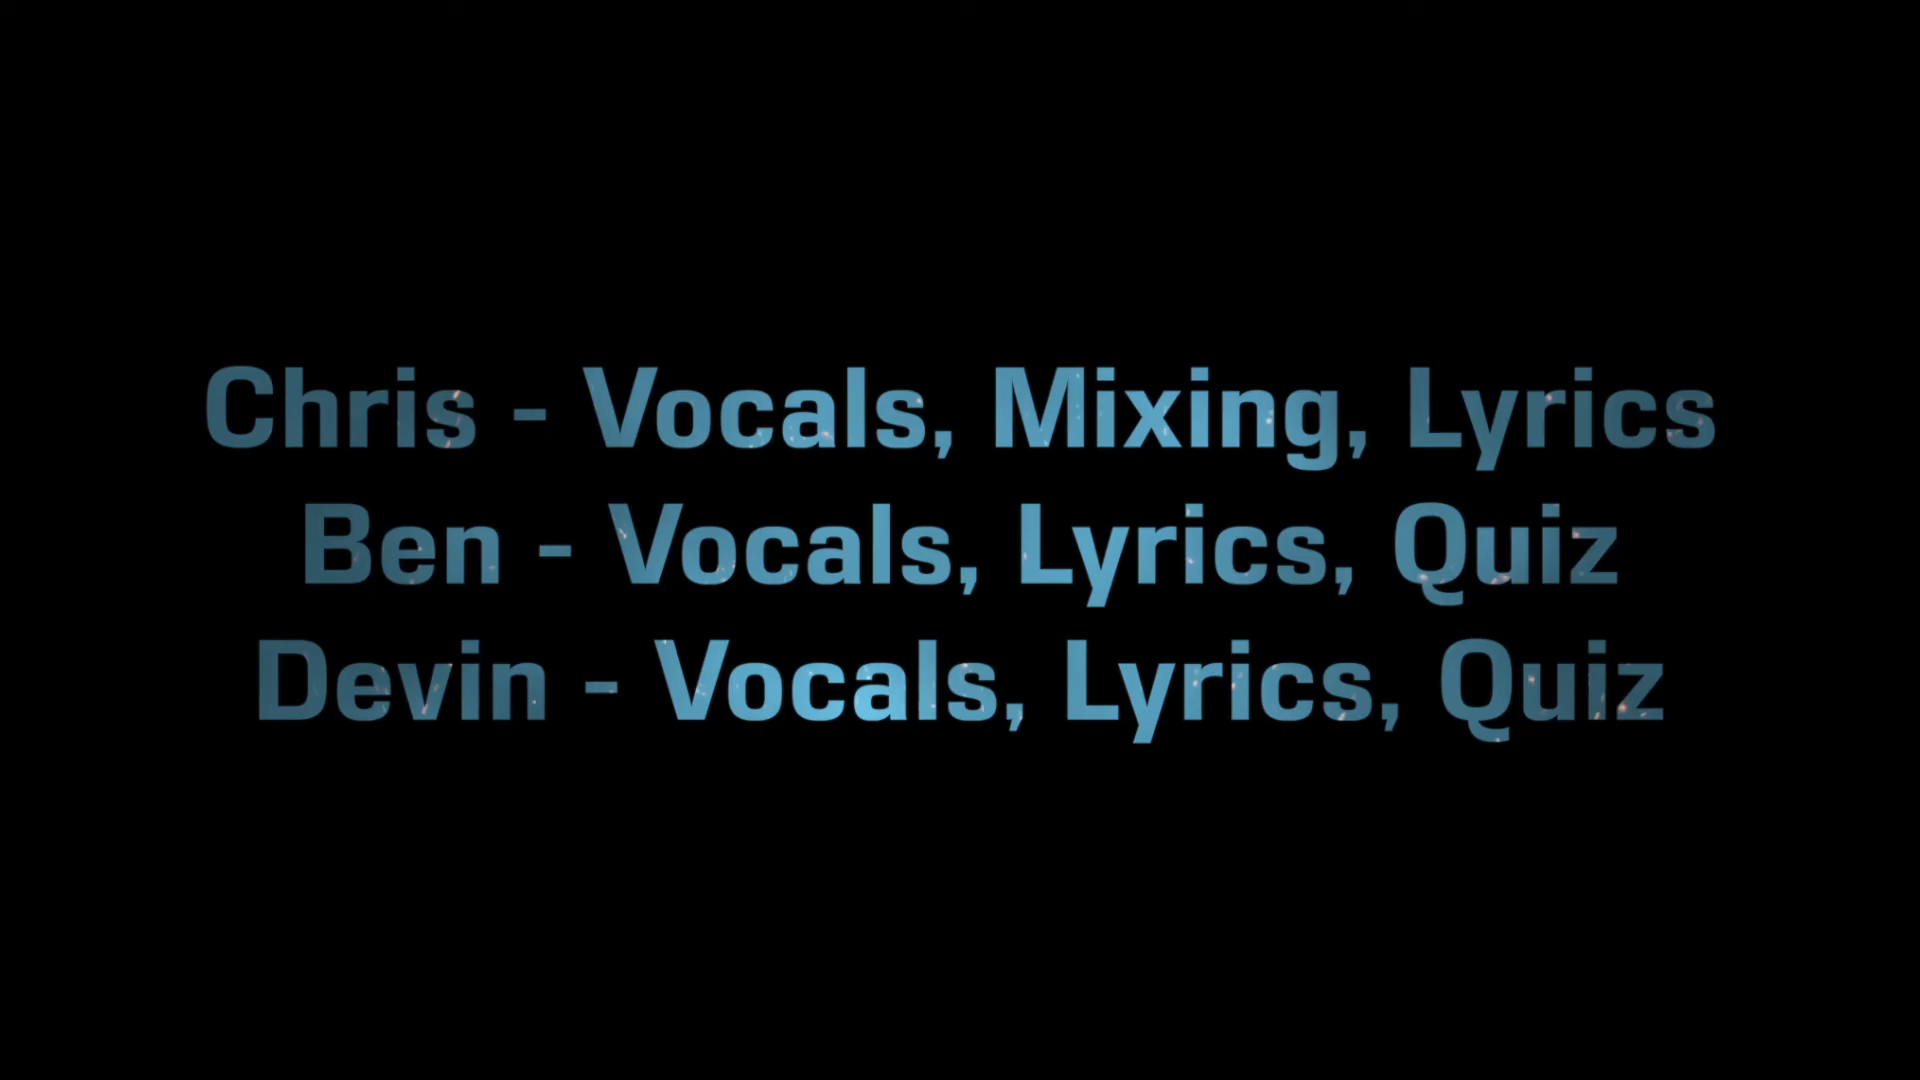 Chris - Vocals, Mixing, Lyrics
Ben - Vocals, Lyrics, Quiz
Devin - Vocals, Lyrics, Quiz